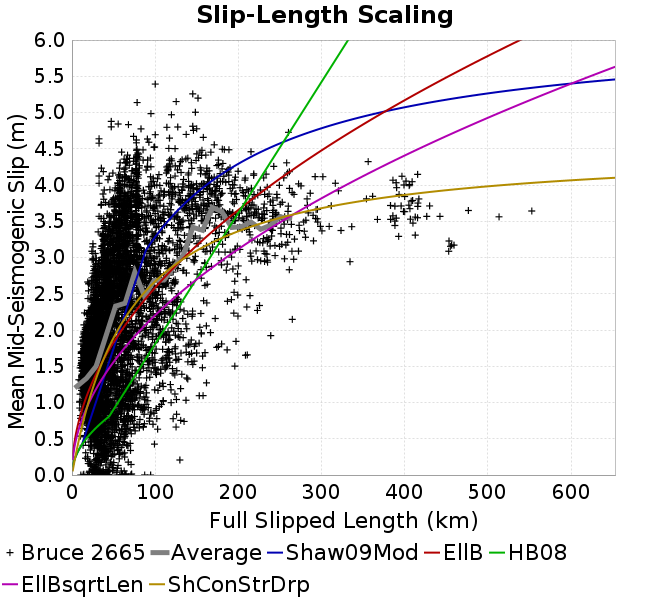 Slip-Length Scaling
Mean Mid-Seismogenic Slip (m)
6.0
5.5
5.0
4.5
4.0
3.5
3.0
2.5
2.0
1.5
1.0
0.5
0.0
0 100 200 300 400 500 600
Full Slipped Length (km)
Bruce 2665 Average Shaw09Mod EllB HB08
EllBsqrtLen ShConStrDrp